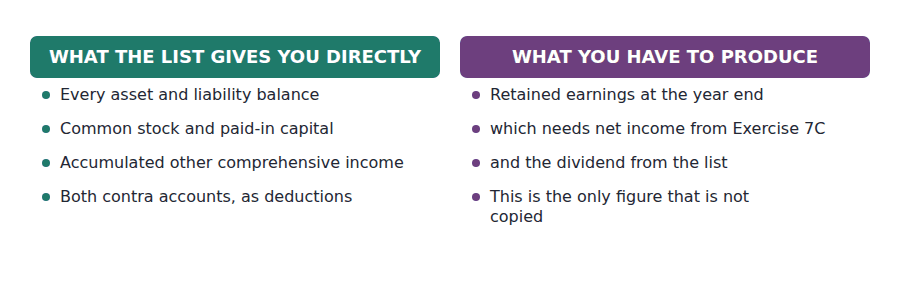 WHAT THE LIST GIVES YOU DIRECTLY
Every asset and liability balance
Common stock and paid-in capital
Accumulated other comprehensive income
Both contra accounts, as deductions
WHAT YOU HAVE TO PRODUCE
Retained earnings at the year end
which needs net income from Exercise 7C
and the dividend from the list
This is the only figure that is not
copied